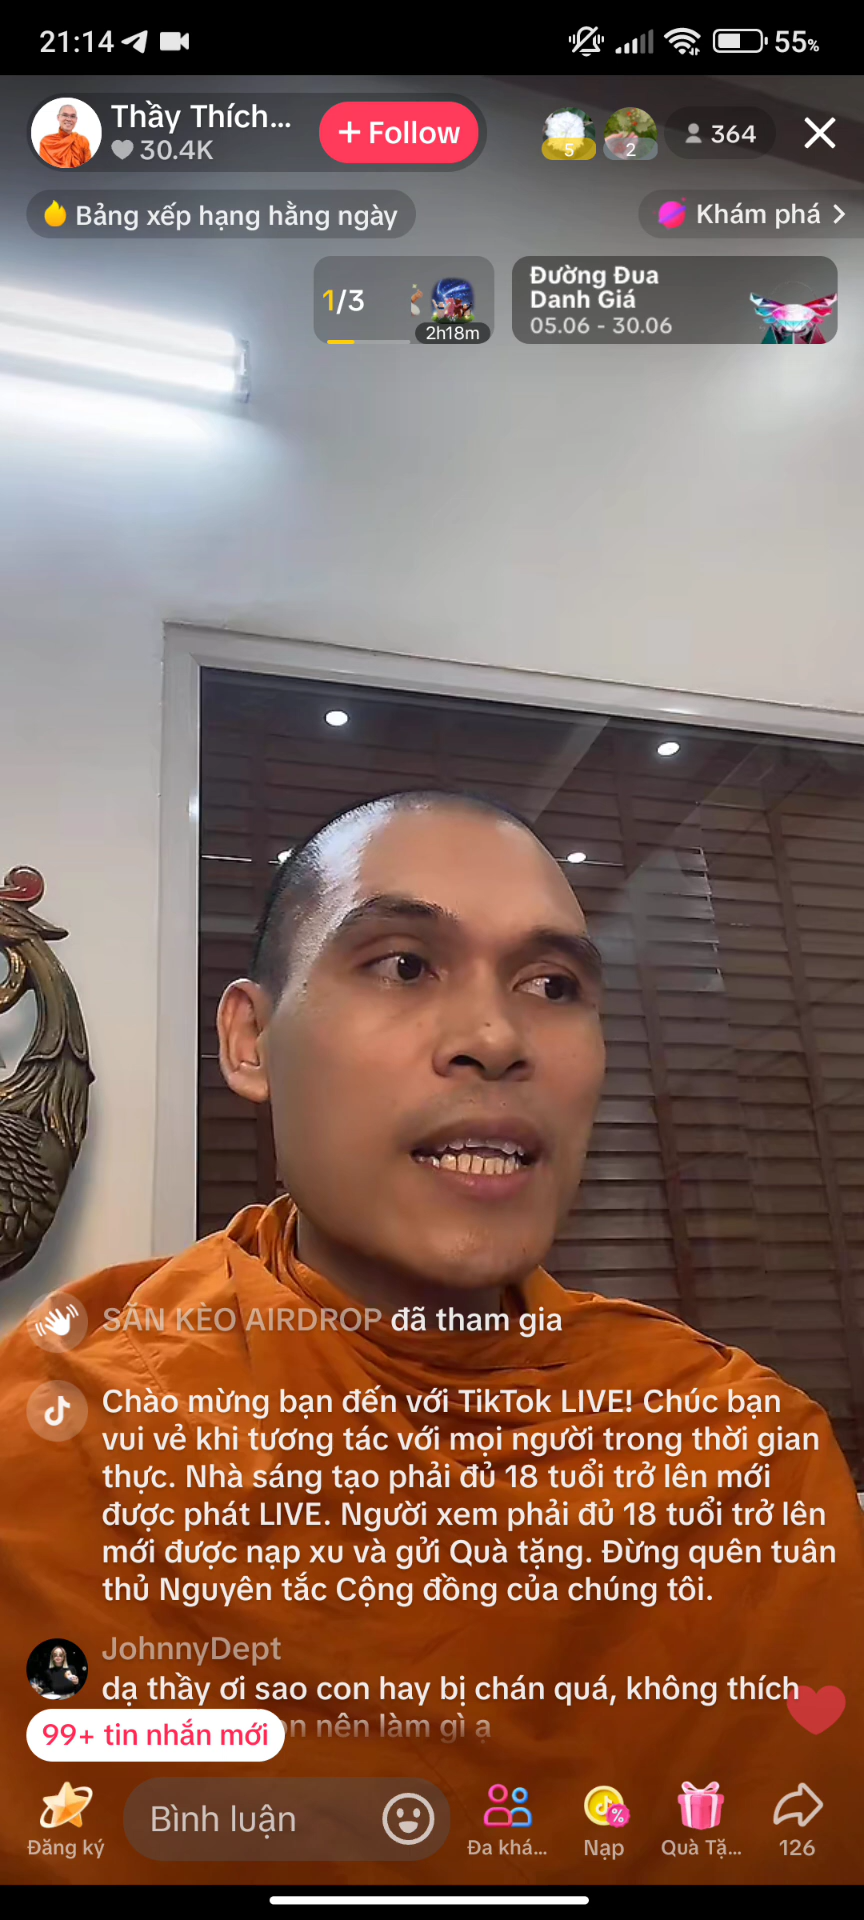 21:14
55%
Thầy Thích...
30.4K
+ Follow
5
2
364
Bảng xếp hạng hằng ngày
Khám phá
1/3
2h18m
Đường Đua
Danh Giá
05.06 - 30.06
SĂN KÈO AIRDROP đã tham gia
Chào mừng bạn đến với TikTok LIVE! Chúc bạn
vui vẻ khi tương tác với mọi người trong thời gian
thực. Nhà sáng tạo phải đủ 18 tuổi trở lên mới
được phát LIVE. Người xem phải đủ 18 tuổi trở lên
mới được nạp xu và gửi Quà tặng. Đừng quên tuân
thủ Nguyên tắc Cộng đồng của chúng tôi.
JohnnyDept
dạ thầy ơi sao con hay bị chán quá, không thích
nên làm gì ạ
99+ tin nhắn mới
Đăng ký
Bình luận
Đa khá...
Nạp
Quà Tặ...
126